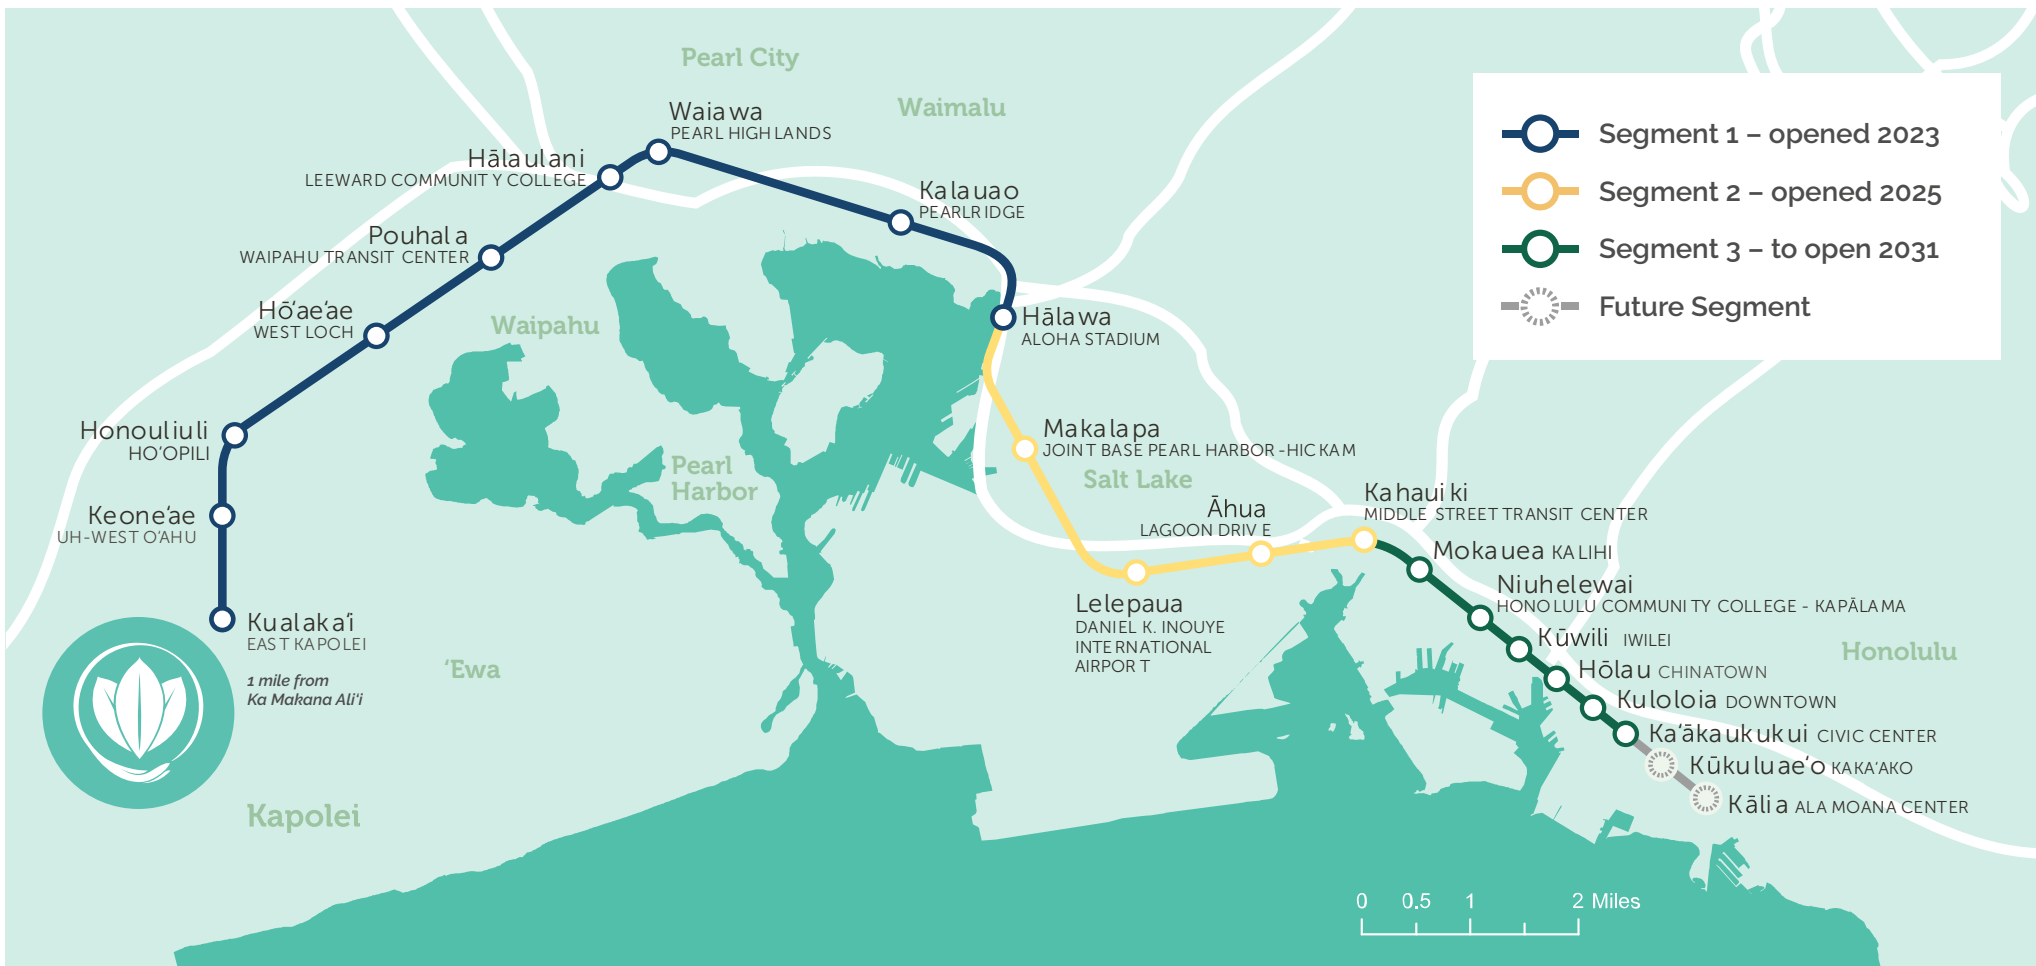 Pearl City
Waimalu
Waiawa
PEARL HIGHLANDS
Hālaulani
LEEWARD COMMUNITY COLLEGE
Kalauao
PEARLRIDGE
Pouhala
WAIPAHU TRANSIT CENTER
Hō‘ae‘ae
WEST LOCH
Waipahu
Hālawa
ALOHA STADIUM
Segment 1 – opened 2023
Segment 2 – opened 2025
Segment 3 – to open 2031
Future Segment
Honouliuli
HO‘OPILI
Makalapa
JOINT BASE PEARL HARBOR-HICKAM
Pearl
Harbor
Salt Lake
Keone‘ae
UH-WEST O‘AHU
Āhua
LAGOON DRIVE
Kahauiki
MIDDLE STREET TRANSIT CENTER
Mokauea KALIHI
Niuhelewai
HONOLULU COMMUNITY COLLEGE - KAPĀLAMA
Lelepaua
DANIEL K. INOUYE
INTERNATIONAL
AIRPORT
Kualaka‘i
EAST KAPOLEI
1 mile from
Ka Makana Ali‘i
‘Ewa
Kūwili IWILEI
Honolulu
Hōlau CHINATOWN
Kuloloia DOWNTOWN
Ka‘ākaukukui CIVIC CENTER
Kūkuluae‘o KAKA‘AKO
Kālia ALA MOANA CENTER
Kapolei
0 0.5 1 2 Miles